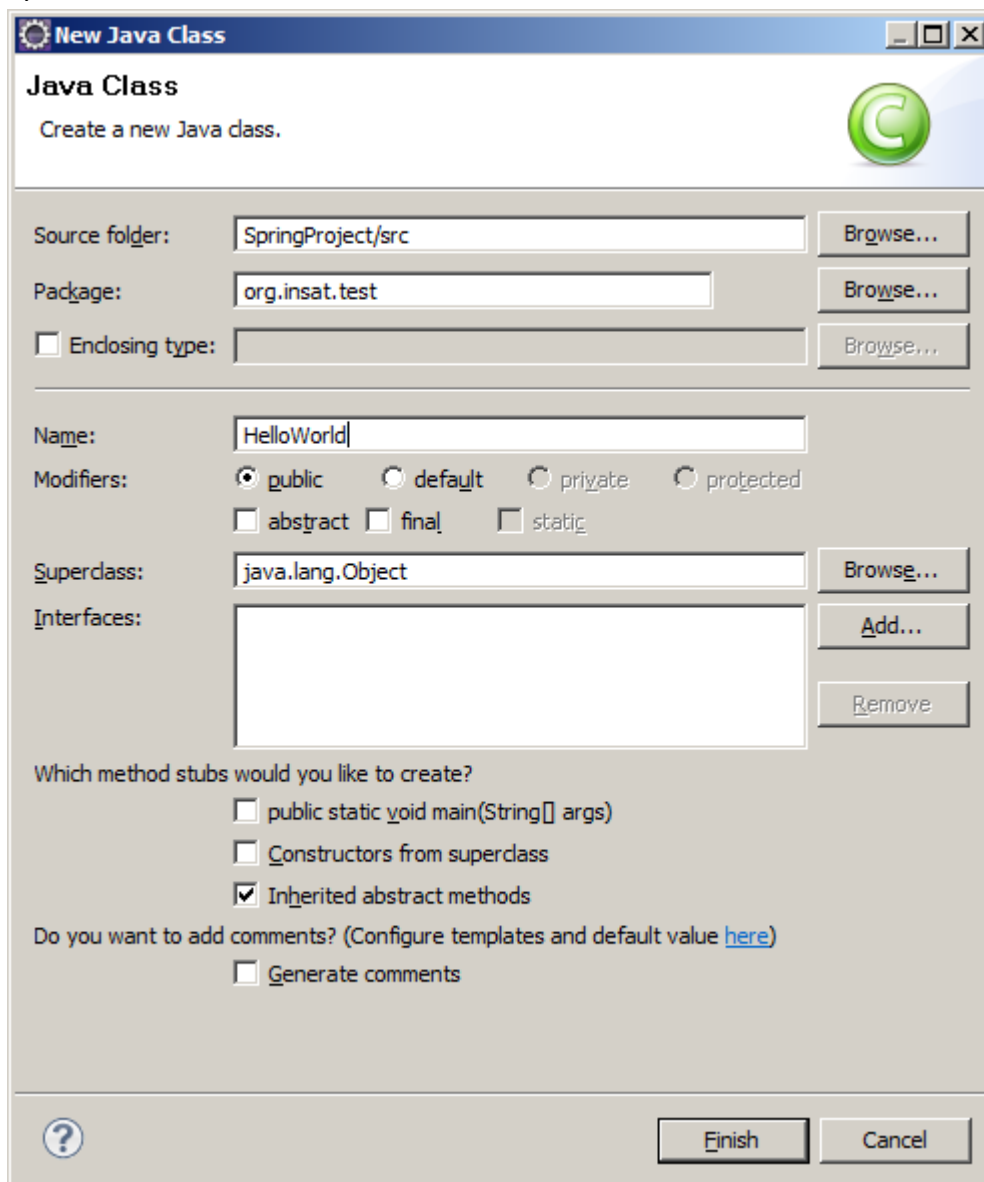 New Java Class
Java Class
Create a new Java class.
C
Source folder: SpringProject/src Browse...
Package: org.insat.test Browse...
Enclosing type: Browse...
Name: HelloWorld
Modifiers: public default private protected
abstract final static
Superclass: java.lang.Object Browse...
Interfaces: Add...
Remove
Which method stubs would you like to create?
public static void main(String[] args)
Constructors from superclass
Inherited abstract methods
Do you want to add comments? (Configure templates and default value here)
Generate comments
? Finish Cancel